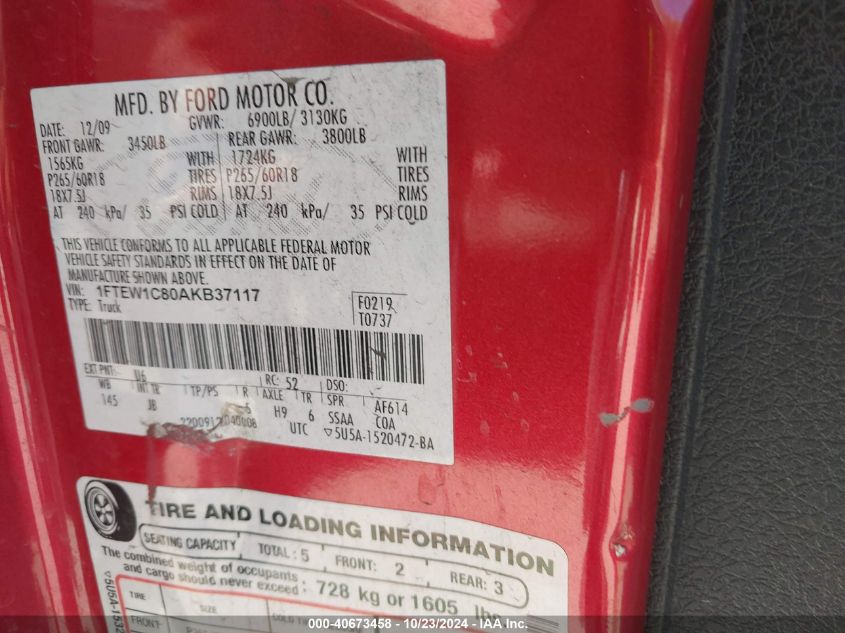 MFD. BY FORD MOTOR CO.
DATE: 12/09 GVWR: 6900LB/ 3130KG
FRONT GAWR: 3450LB REAR GAWR: 3800LB
1565KG WITH 1724KG WITH
P265/60R18 TIRES P265/60R18 TIRES
18X7.5J RIMS 18X7.5J RIMS
AT 240 kPa/ 35 PSI COLD AT 240 kPa/ 35 PSI COLD
THIS VEHICLE CONFORMS TO ALL APPLICABLE FEDERAL MOTOR
VEHICLE SAFETY STANDARDS IN EFFECT ON THE DATE OF
MANUFACTURE SHOWN ABOVE.
VIN: 1FTEW1C80AKB37117 F0219
TYPE: Truck T0737
EXT PNT: U6 RC: 52 DSO:
WB INT TR TP/PS R AXLE TR SPR AF614
145 JB 6 H9 6 SSAA COA
UTC ▽5U5A-1520472-BA
TIRE AND LOADING INFORMATION
SEATING CAPACITY TOTAL: 5 FRONT: 2 REAR: 3
The combined weight of occupants
and cargo should never exceed: 728 kg or 1605 lbs
TIRE SIZE
FRONT
000-40673458 - 10/23/2024 - IAA, Inc.